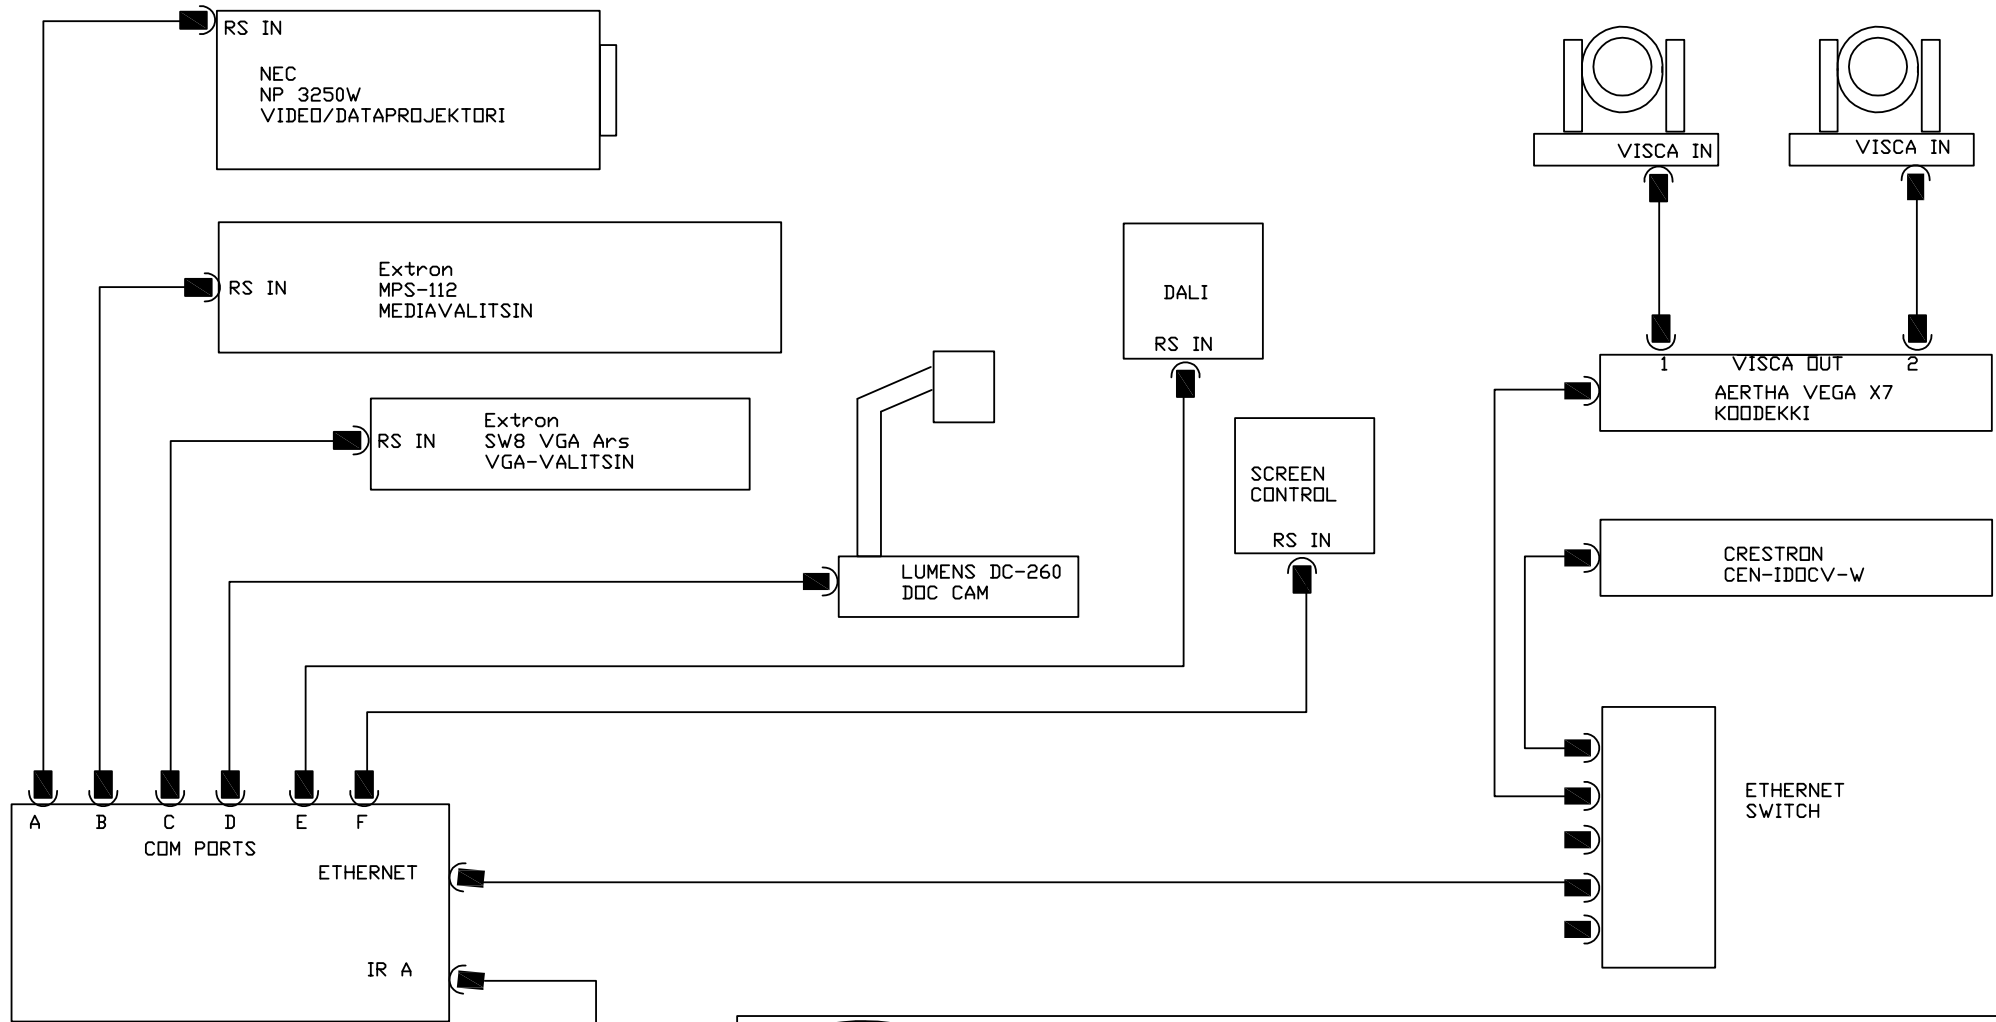 RS IN
NEC
NP 3250W
VIDEO/DATAPROJEKTORI
VISCA IN
VISCA IN
RS IN
Extron
MPS-112
MEDIAVALITSIN
DALI
RS IN
1
VISCA OUT
2
AERTHA VEGA X7
KOODEKKI
RS IN
Extron
SW8 VGA Ars
VGA-VALITSIN
SCREEN
CONTROL
RS IN
LUMENS DC-260
DOC CAM
CRESTRON
CEN-IDOCV-W
ETHERNET
SWITCH
A B C D E F
COM PORTS
ETHERNET
IR A